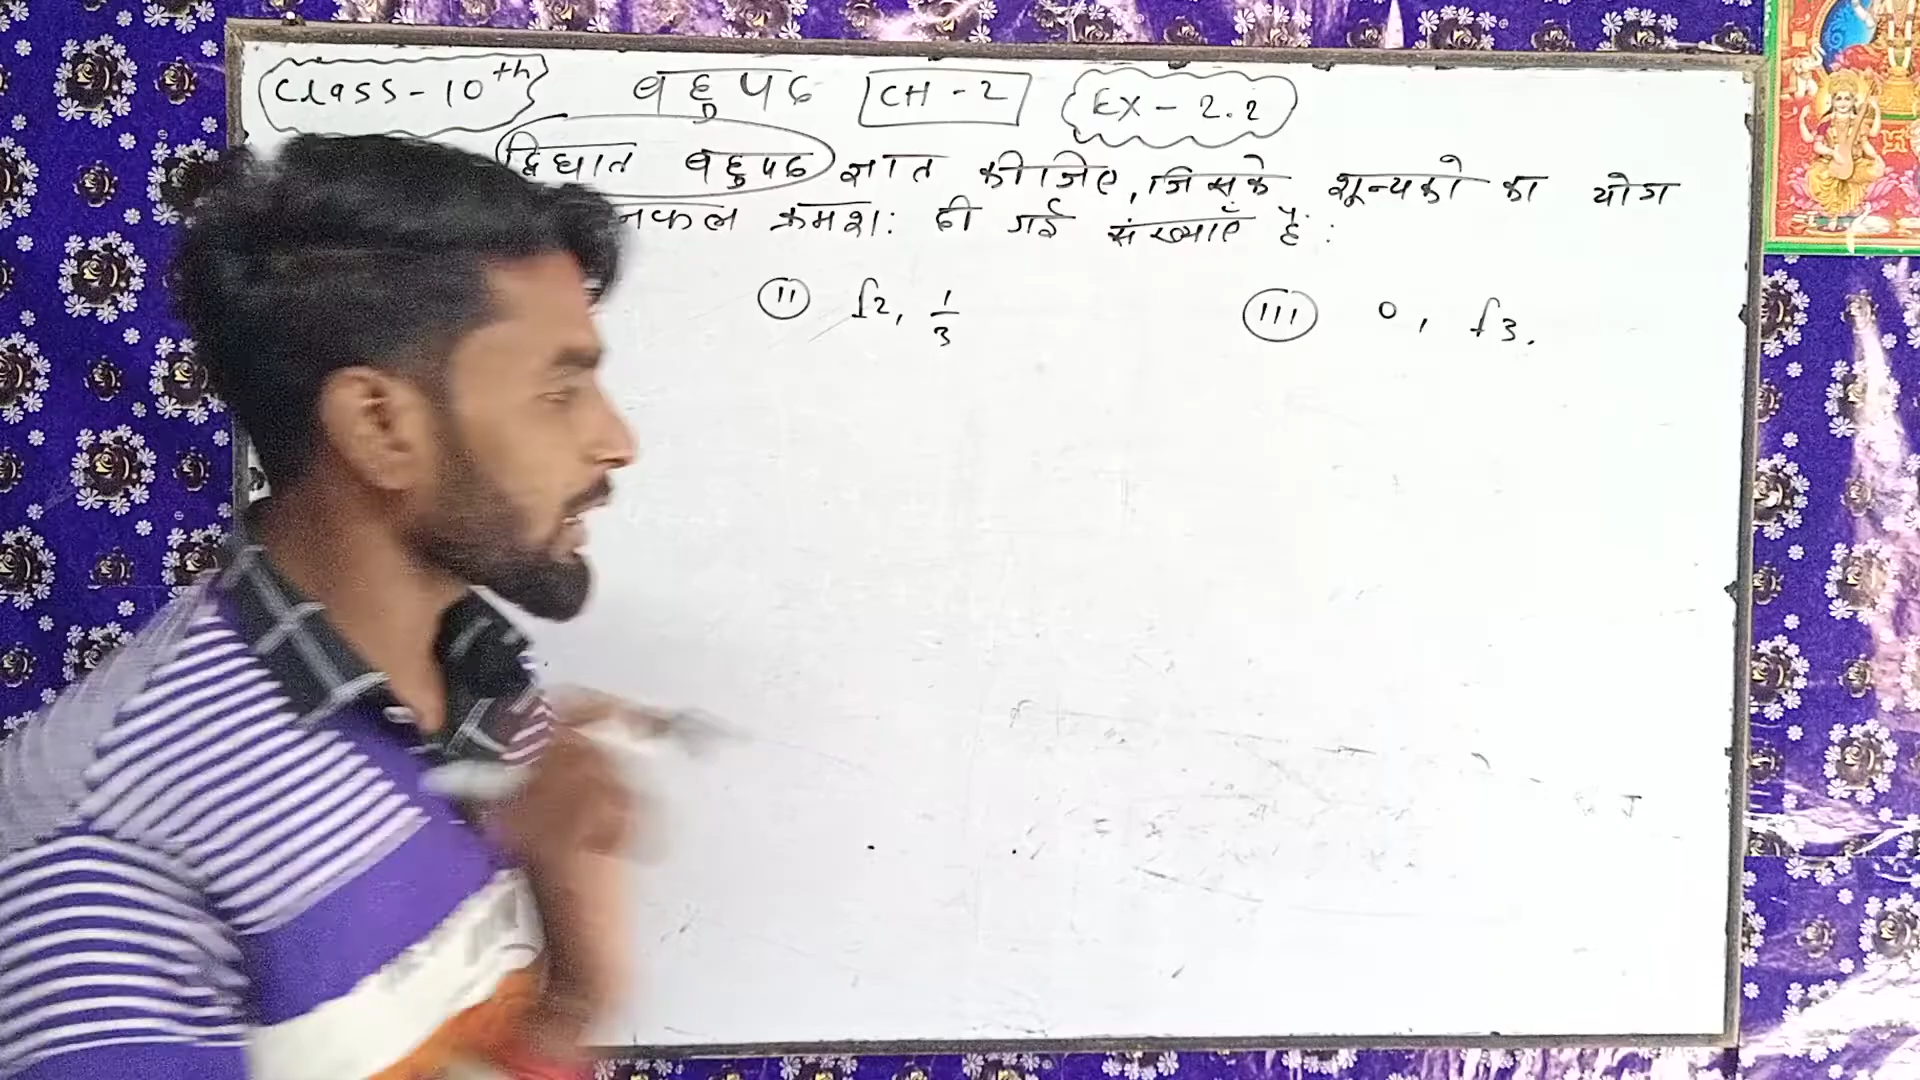 Class-10th बहुपद CH-2 EX-2.2
द्विघात बहुपद ज्ञात कीजिए, जिसके शून्यको का योग
क्रमश: दी गई संख्याएँ है:
(ii) √2, 1/3 (iii) 0, √3.